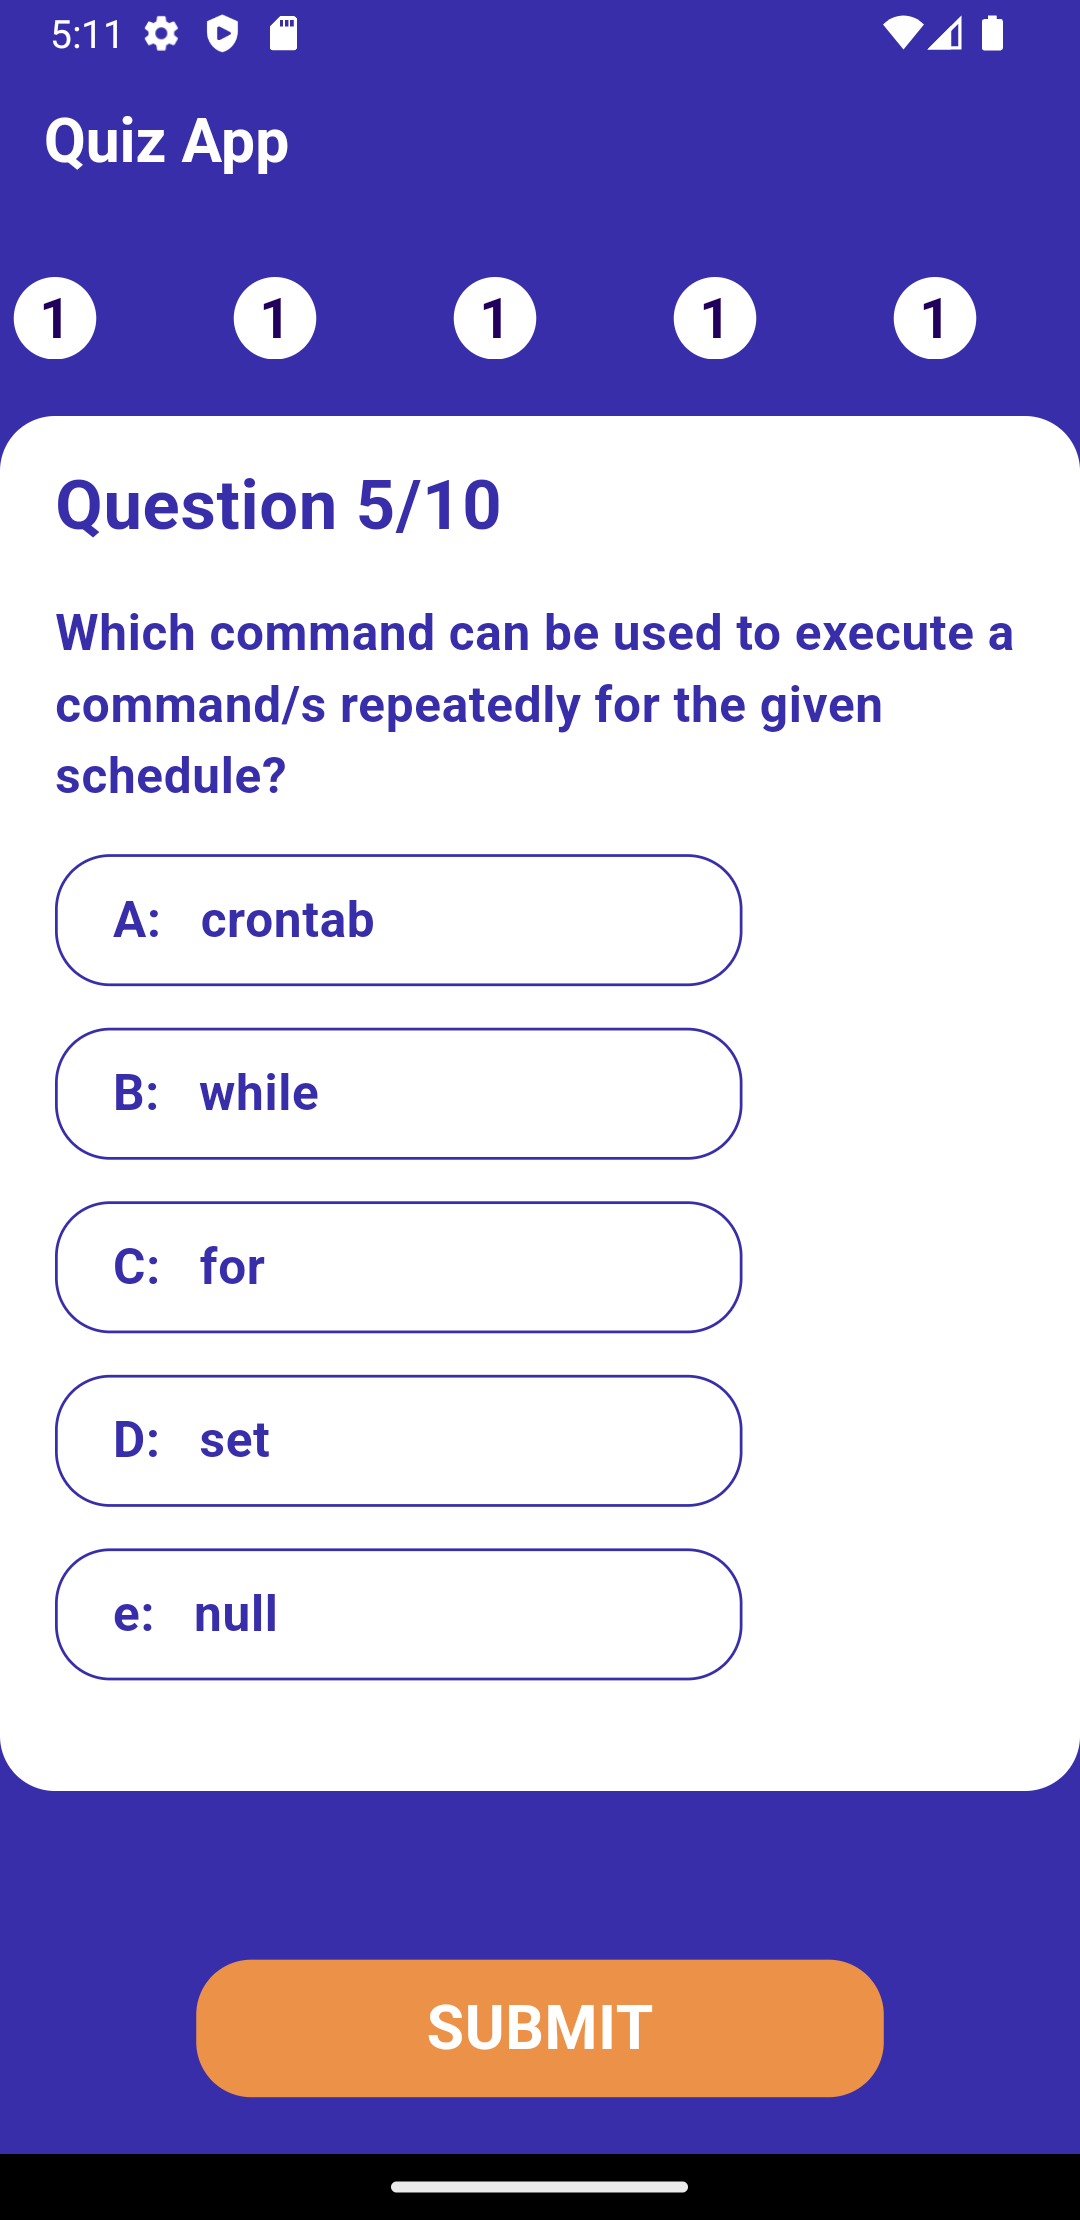 5:11
Quiz App
1 1 1 1 1
Question 5/10
Which command can be used to execute a
command/s repeatedly for the given
schedule?
A: crontab
B: while
C: for
D: set
e: null
SUBMIT